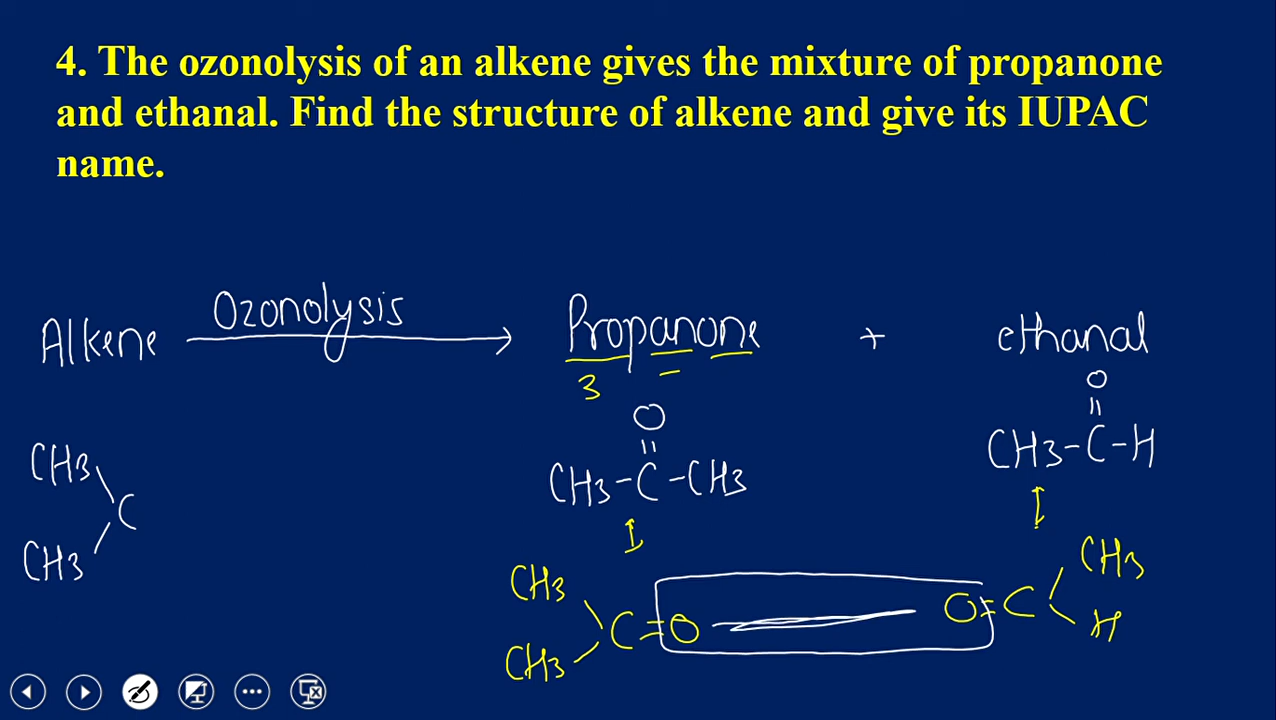 4. The ozonolysis of an alkene gives the mixture of propanone
and ethanal. Find the structure of alkene and give its IUPAC
name.
Alkene Ozonolysis Propanone + ethanal
3
O
||
CH3-C-CH3
O
||
CH3-C-H
CH3
C
CH3
CH3
C=O
CH3
CH3
O=C
H